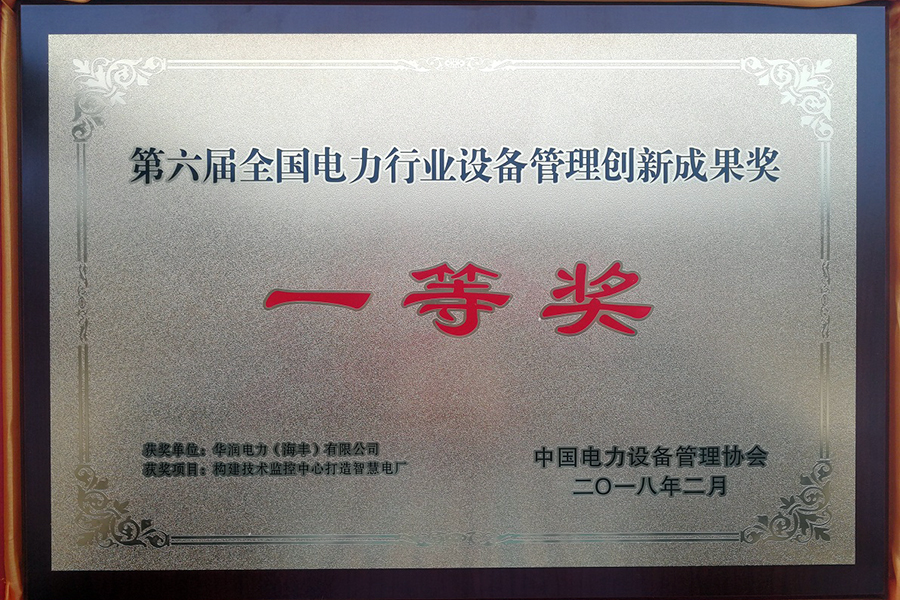 第六届全国电力行业设备管理创新成果奖
一等奖
获奖单位：华润电力（海丰）有限公司
获奖项目：构建技术监控中心打造智慧电厂
中国电力设备管理协会
二〇一八年二月